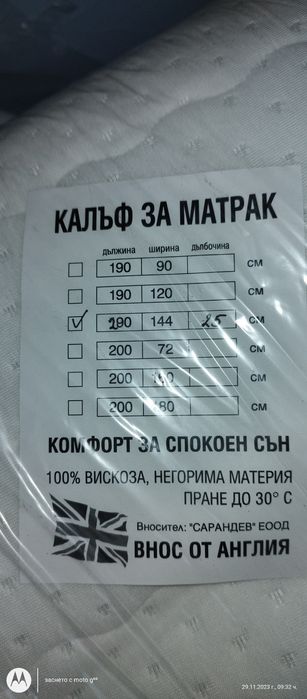 КАЛЪФ ЗА МАТРАК
дължина ширина дълбочина
190 90 СМ
190 120 СМ
200 144 25 СМ
200 72 СМ
200 СМ
200 СМ
КОМФОРТ ЗА СПОКОЕН СЪН
100% ВИСКОЗА, НЕГОРИМА МАТЕРИЯ
ПРАНЕ ДО 30° С
Вносител: "САРАНДЕВ" ЕООД
ВНОС ОТ АНГЛИЯ
заснето с moto g⁹⁰
29.11.2023 г., 09:32 ч.